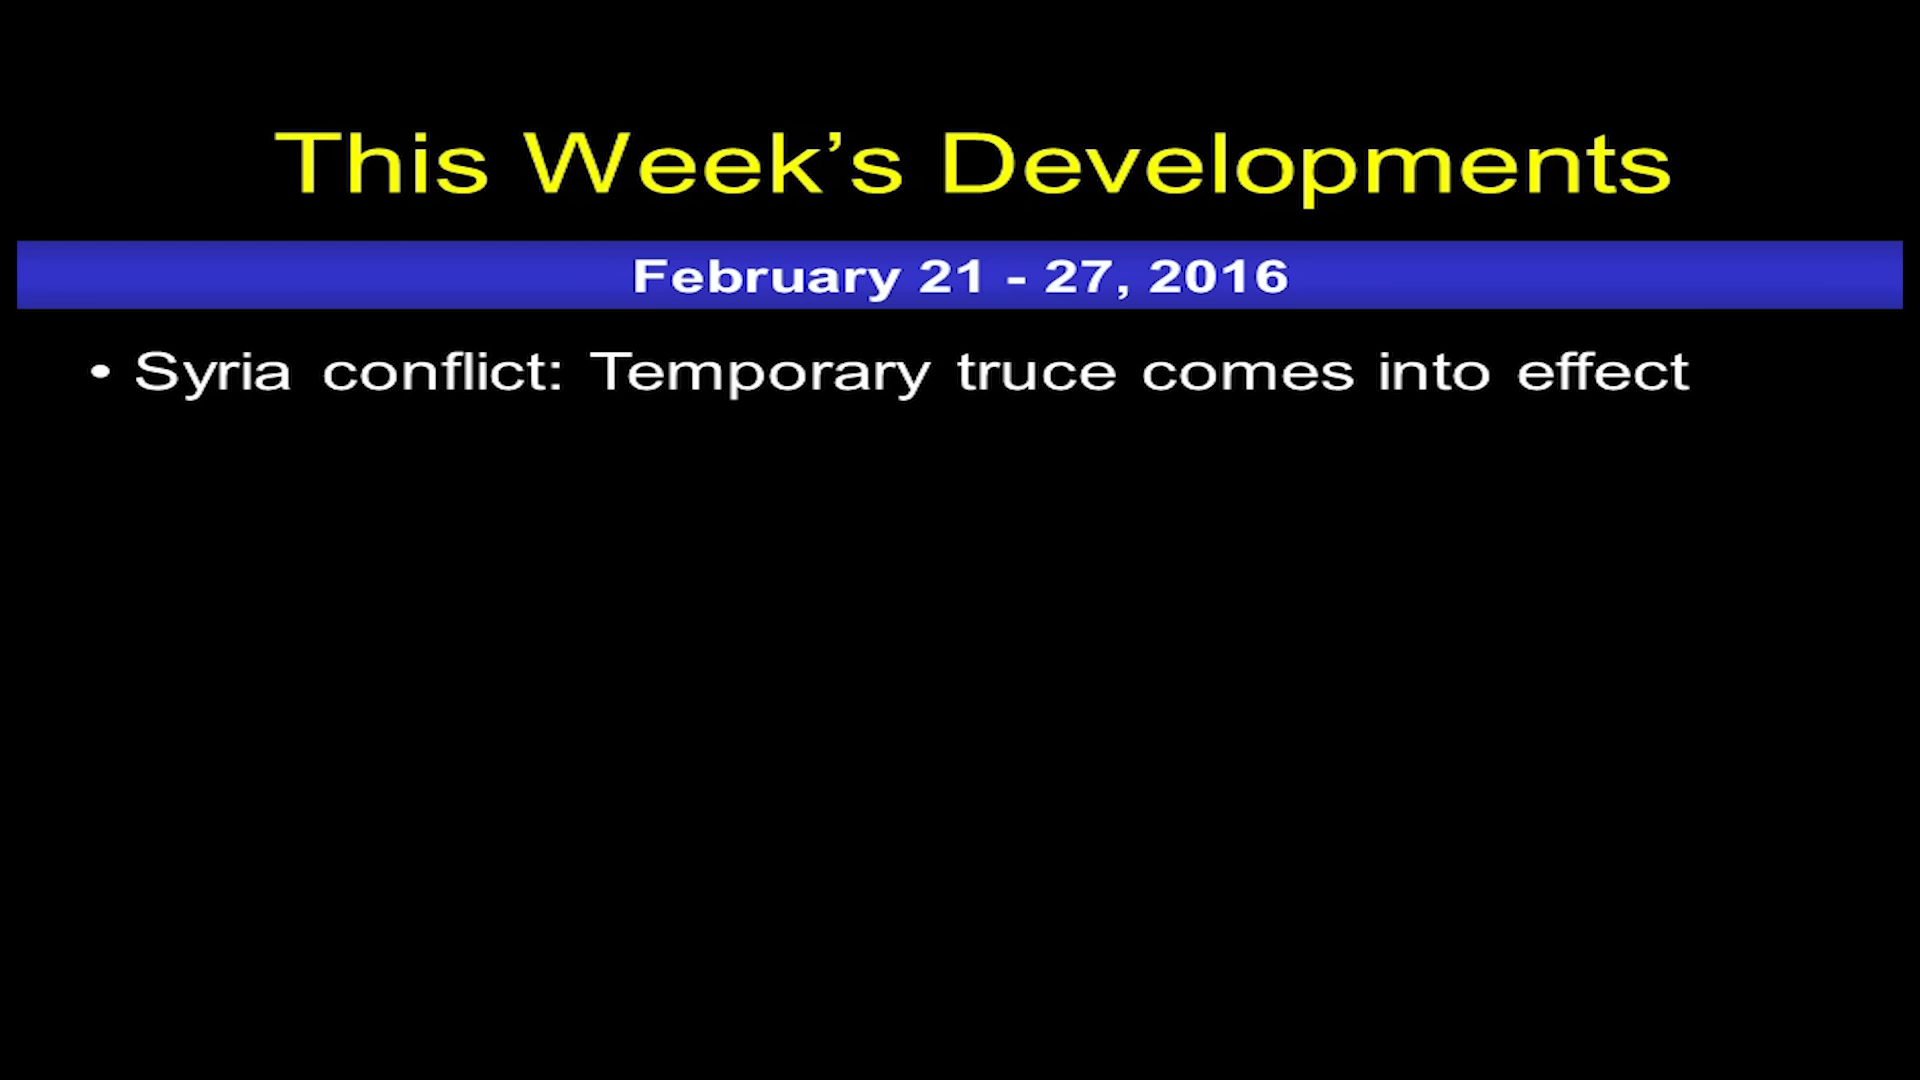 This Week’s Developments
February 21 - 27, 2016
• Syria conflict: Temporary truce comes into effect